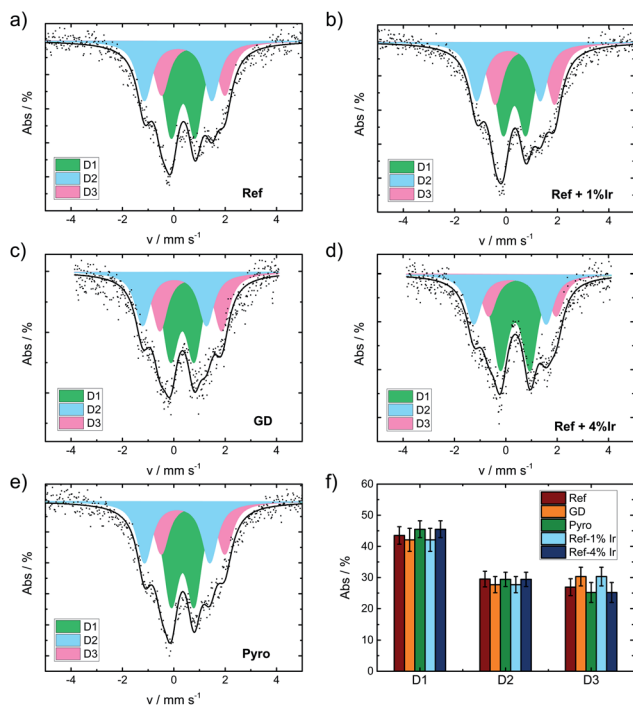 a)
Abs / %
D1
D2
D3
Ref
-4 -2 0 2 4
v / mm s⁻¹
b)
Abs / %
D1
D2
D3
Ref + 1%Ir
-4 -2 0 2 4
v / mm s⁻¹
c)
Abs / %
D1
D2
D3
GD
-4 -2 0 2 4
v / mm s⁻¹
d)
Abs / %
D1
D2
D3
Ref + 4%Ir
-4 -2 0 2 4
v / mm s⁻¹
e)
Abs / %
D1
D2
D3
Pyro
-4 -2 0 2 4
v / mm s⁻¹
f)
Abs / %
60
50
40
30
20
10
0
Ref
GD
Pyro
Ref-1% Ir
Ref-4% Ir
D1 D2 D3